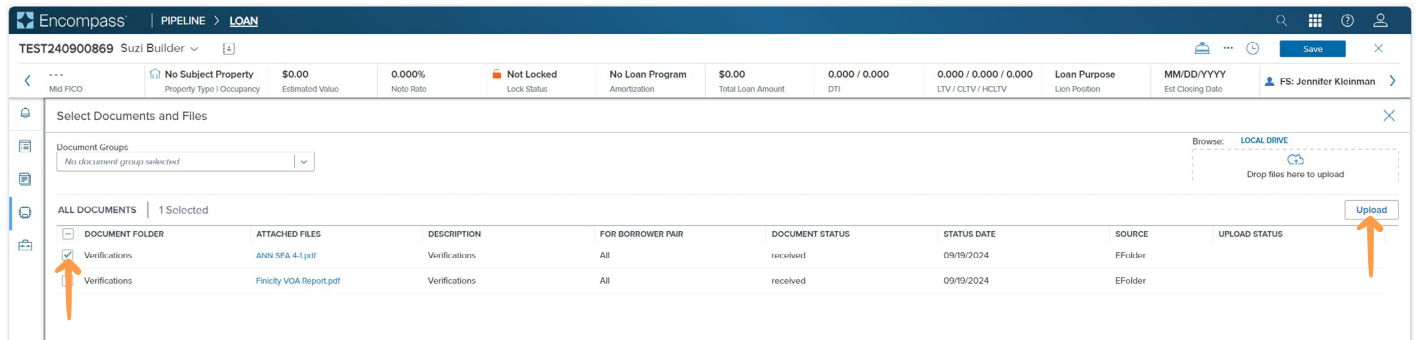 Encompass® | PIPELINE > LOAN
TEST240900869 Suzi Builder
... Save
--- No Subject Property $0.00 0.000% Not Locked No Loan Program $0.00 0.000 / 0.000 0.000 / 0.000 / 0.000 Loan Purpose MM/DD/YYYY FS: Jennifer Kleinman
Mid FICO Property Type | Occupancy Estimated Value Note Rate Lock Status Amortization Total Loan Amount DTI LTV / CLTV / HCLTV Lien Position Est Closing Date
Select Documents and Files
Document Groups
No document group selected
Browse: LOCAL DRIVE
Drop files here to upload
ALL DOCUMENTS | 1 Selected
Upload
DOCUMENT FOLDER ATTACHED FILES DESCRIPTION FOR BORROWER PAIR DOCUMENT STATUS STATUS DATE SOURCE UPLOAD STATUS
Verifications ANN SEA 4-1.pdf Verifications All received 09/19/2024 EFolder
Verifications Finicity VOA Report.pdf Verifications All received 09/19/2024 EFolder